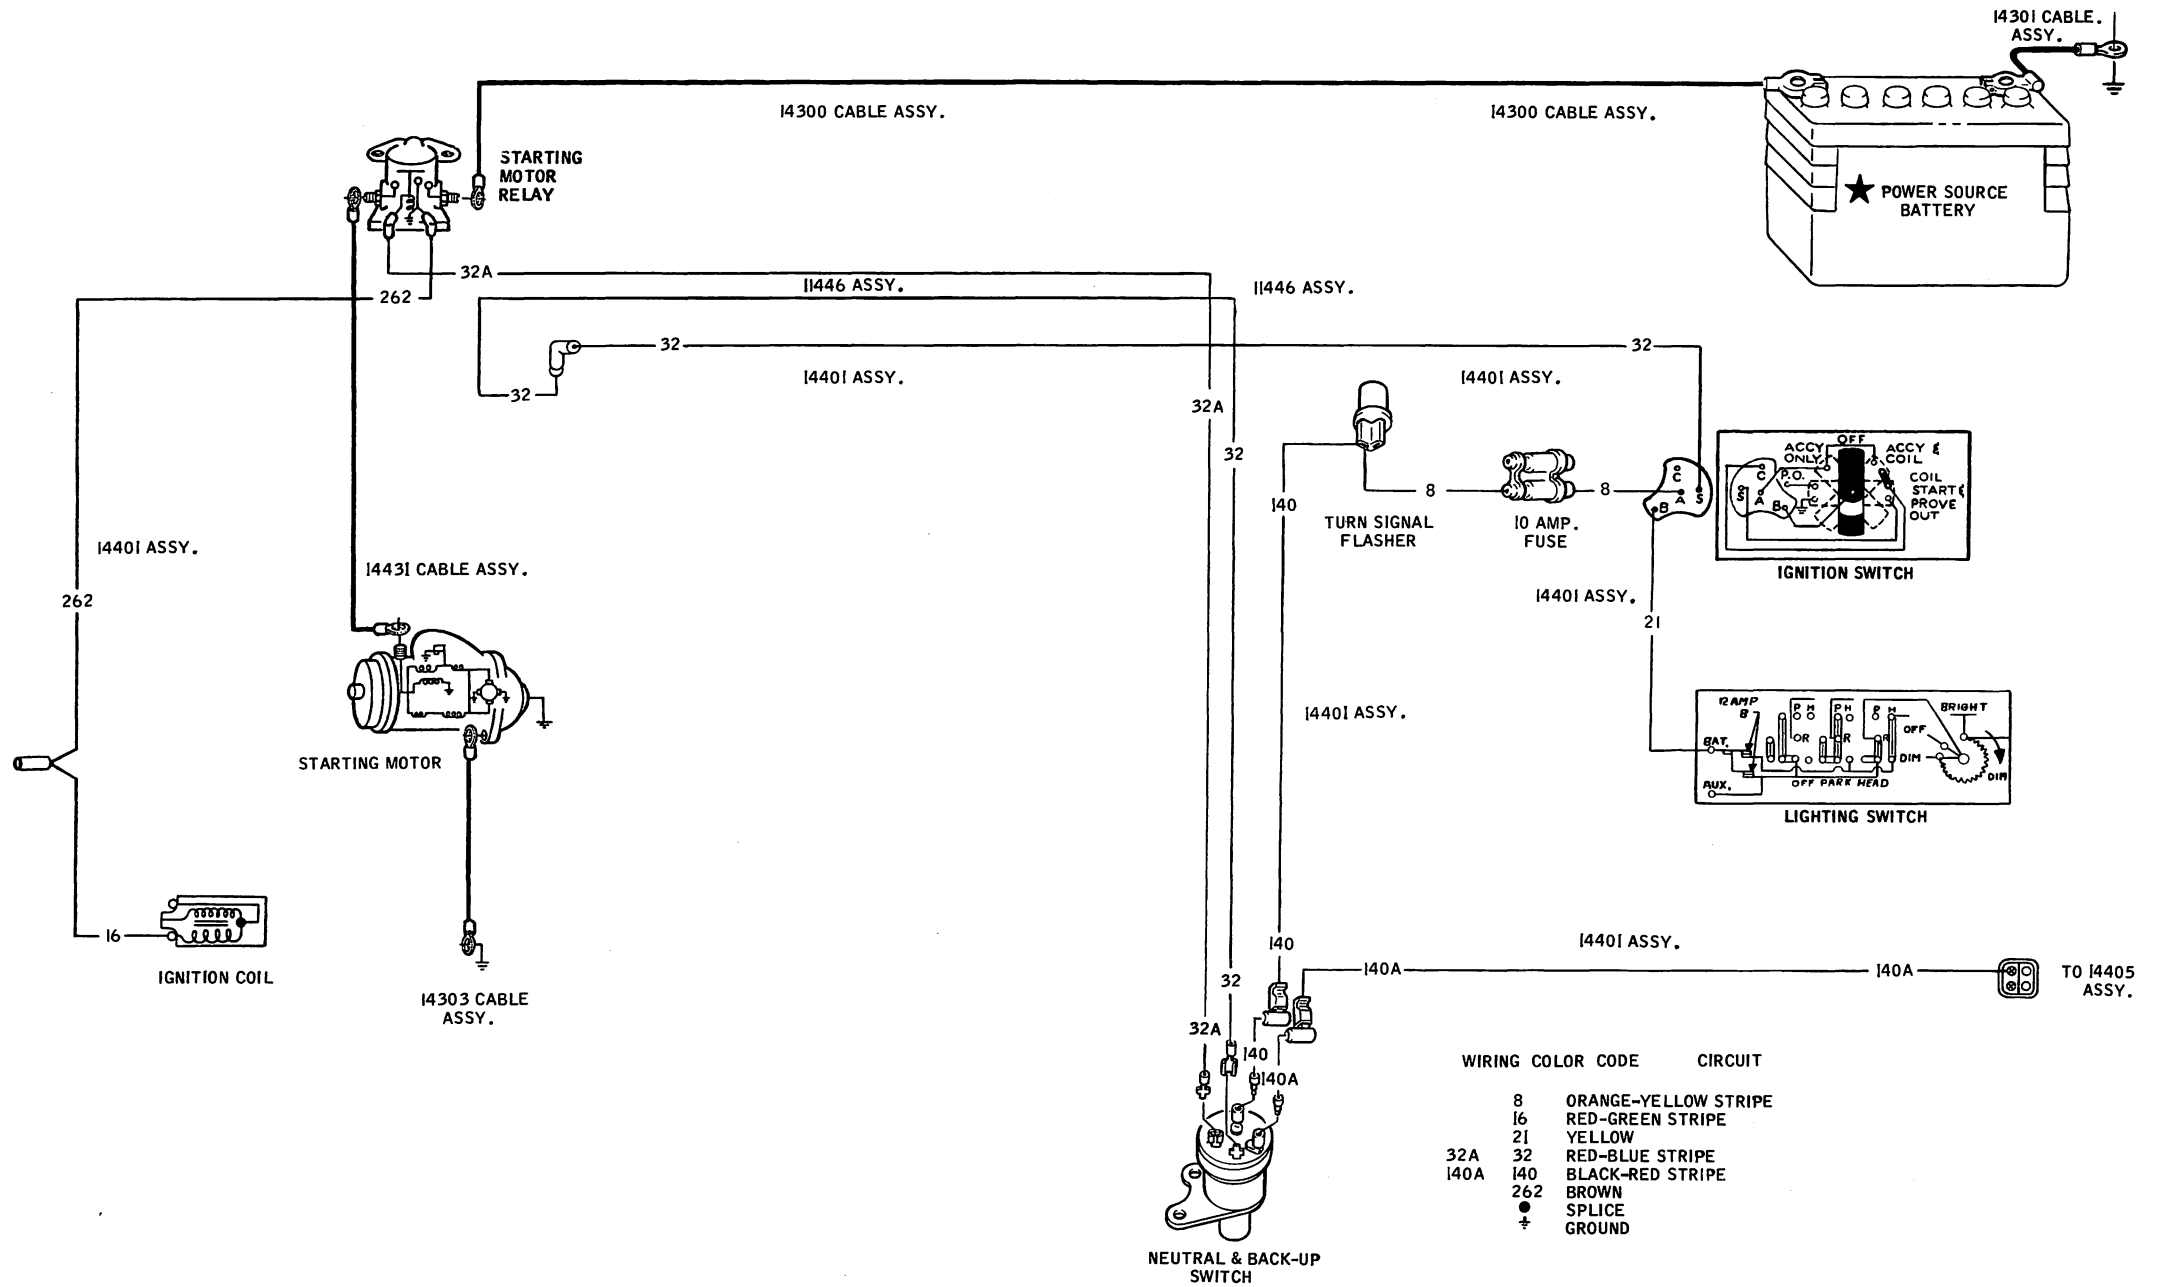 14301 CABLE.
ASSY.
14300 CABLE ASSY.
14300 CABLE ASSY.
STARTING
MOTOR
RELAY
POWER SOURCE
BATTERY
32A
262
11446 ASSY.
11446 ASSY.
32
32
14401 ASSY.
14401 ASSY.
32
32A
32
140
8
8
TURN SIGNAL
FLASHER
10 AMP.
FUSE
C
A
S
B
OFF
ACCY
ONLY
ACCY &
COIL
P.O.
C
S
A
B
COIL
START &
PROVE
OUT
IGNITION SWITCH
14401 ASSY.
14431 CABLE ASSY.
262
14401 ASSY.
21
14401 ASSY.
12 AMP
8
P H
P H
P H
BRIGHT
OFF
BAT.
R
R
R
DIM
DIM
AUX.
OFF PARK HEAD
LIGHTING SWITCH
STARTING MOTOR
16
IGNITION COIL
14303 CABLE
ASSY.
140
14401 ASSY.
32
140A
140A
TO 14405
ASSY.
32A
140
140A
WIRING COLOR CODE CIRCUIT
8 ORANGE-YELLOW STRIPE
16 RED-GREEN STRIPE
21 YELLOW
32A 32 RED-BLUE STRIPE
140A 140 BLACK-RED STRIPE
262 BROWN
SPLICE
GROUND
NEUTRAL & BACK-UP
SWITCH